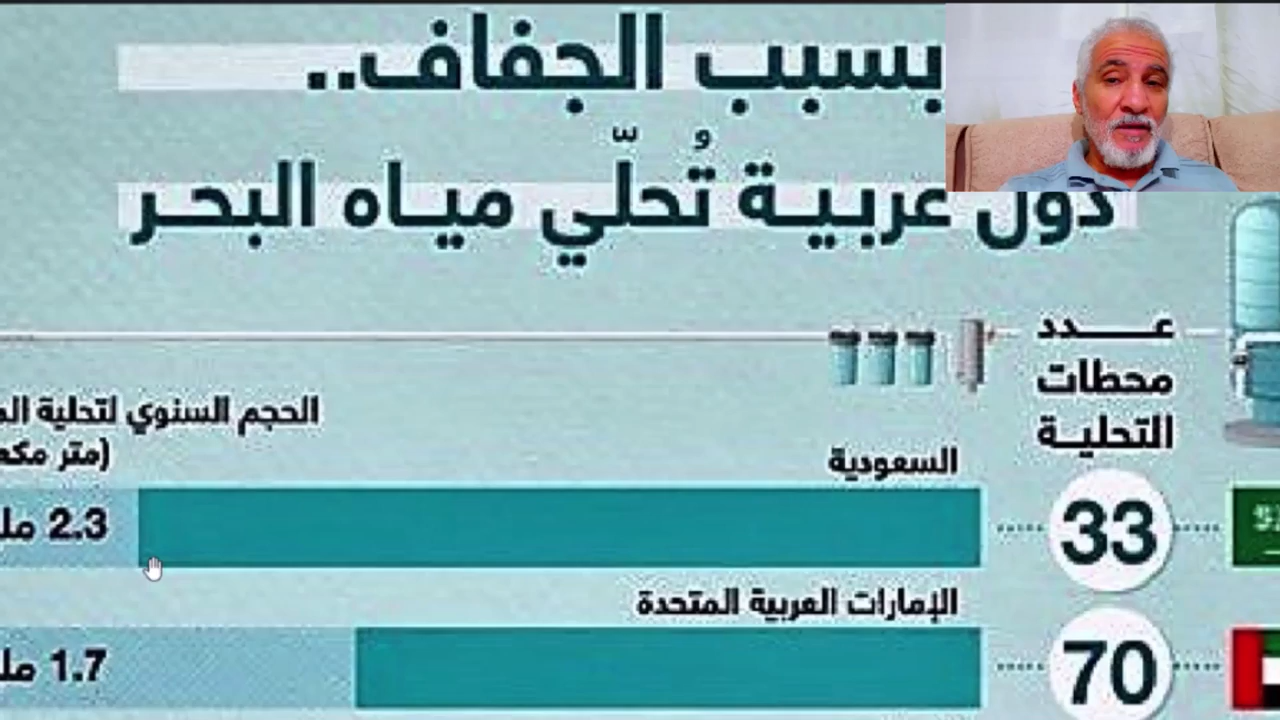 بسبب الجفاف..
دول عربية تُحلّي مياه البحر
عدد
محطات
التحلية
الحجم السنوي لتحلية
(متر
السعودية
33
2.3
الإمارات العربية المتحدة
70
1.7